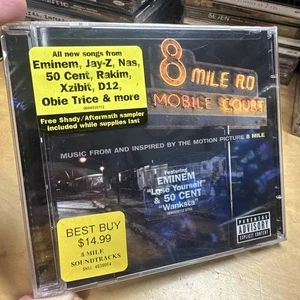 All new songs from
Eminem, Jay-Z, Nas,
50 Cent, Rakim,
Xzibit, D12,
Obie Trice & more
Free Shady/Aftermath sampler
included while supplies last
8 MILE RD
MOBILE COURT
MUSIC FROM AND INSPIRED BY THE MOTION PICTURE 8 MILE
Featuring
EMINEM
"Lose Yourself"
& 50 CENT
"Wanksta"
BEST BUY
$14.99
8 MILE
SOUNDTRACKS
PARENTAL
ADVISORY
EXPLICIT CONTENT